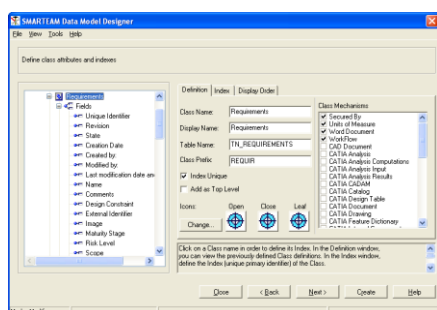 SMARTEAM Data Model Designer
File View Tools Help
Define class attributes and indexes
Requirements
Fields
Unique Identifier
Revision
State
Creation Date
Created by:
Modified by:
Last modification date an
Name
Comments
Design Constraint
External Identifier
Image
Maturity Stage
Risk Level
Scope
Definition Index Display Order
Class Name: Requirements
Display Name: Requirements
Table Name: TN_REQUIREMENTS
Class Prefix: REQUIR
Index Unique
Add as Top Level
Icons: Open Close Leaf
Change...
Class Mechanisms
Secured By
Units of Measure
Word Document
WorkFlow
CAD Document
CATIA Analysis
CATIA Analysis Computations
CATIA Analysis Input
CATIA Analysis Results
CATIA CADAM
CATIA Catalog
CATIA Design Table
CATIA Document
CATIA Drawing
CATIA Feature Dictionary
Click on a Class name in order to define its Index. In the Definition window,
you can view the previously defined Class definitions. In the Index window,
define the Index (unique primary identifier) of the Class.
Close < Back Next > Create Help